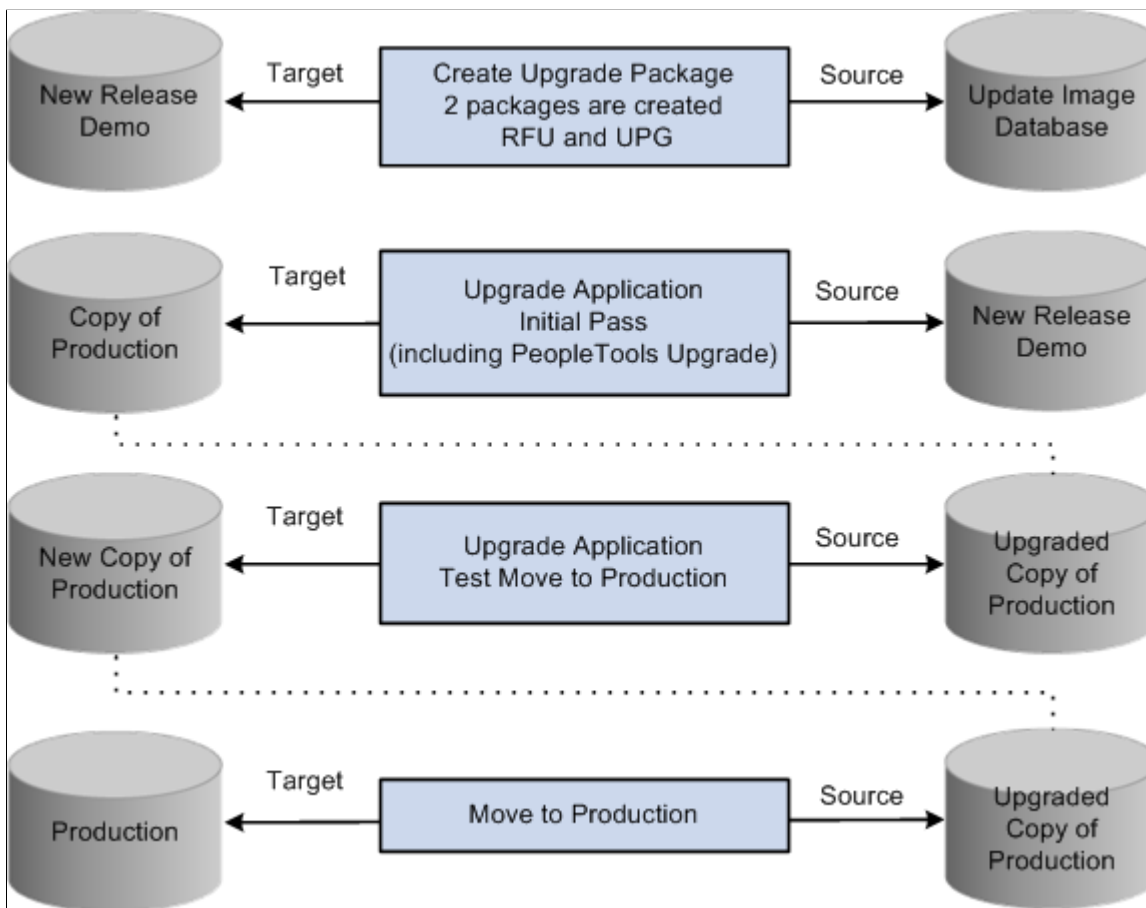 New Release
Demo
Target
Create Upgrade Package
2 packages are created
RFU and UPG
Source
Update Image
Database
Copy of
Production
Target
Upgrade Application
Initial Pass
(including PeopleTools Upgrade)
Source
New Release
Demo
New Copy of
Production
Target
Upgrade Application
Test Move to Production
Source
Upgraded
Copy of
Production
Production
Target
Move to Production
Source
Upgraded
Copy of
Production